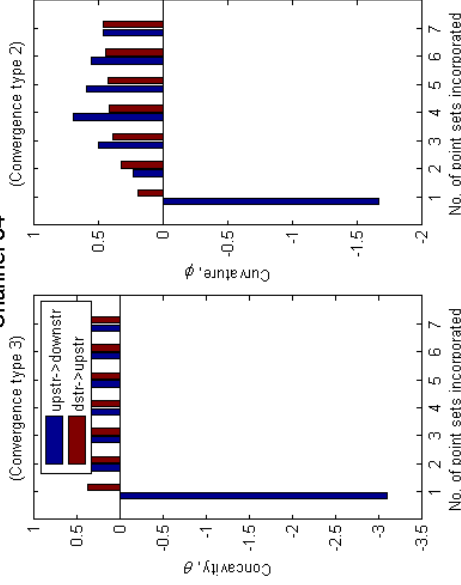 Channel
(Convergence type 3)
1
0.5
0
-0.5
-1
-1.5
-2
-2.5
-3
-3.5
Concavity, θ
upstr->downstr
dstr->upstr
1 2 3 4 5 6 7
No. of point sets incorporated
(Convergence type 2)
1
0.5
0
-0.5
-1
-1.5
-2
Curvature, φ
1 2 3 4 5 6 7
No. of point sets incorporated